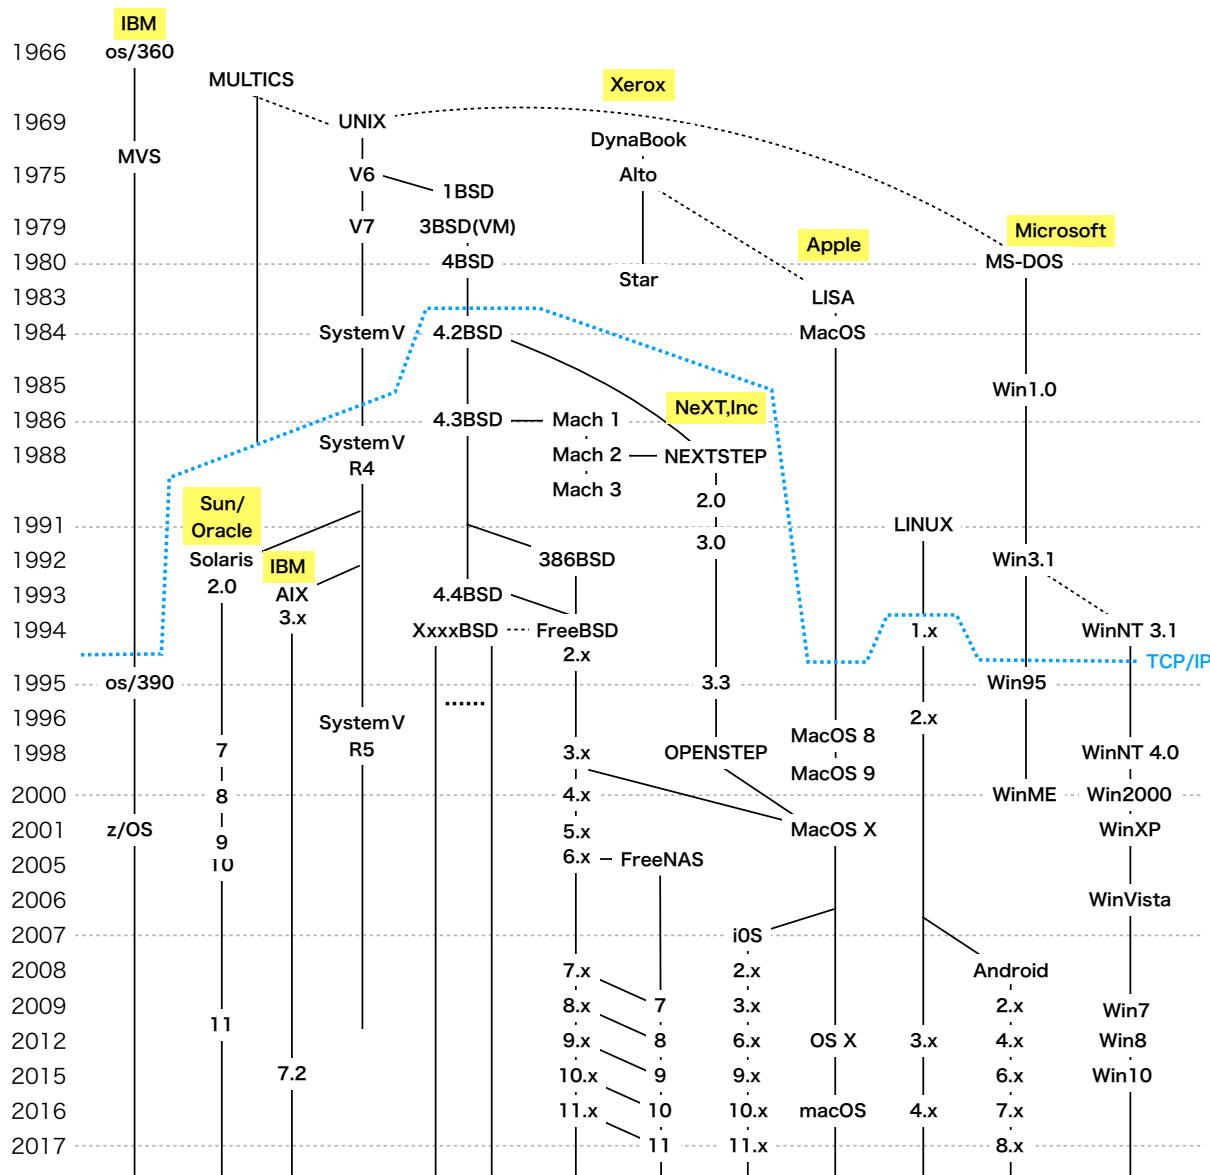 IBM
1966 os/360
MULTICS
Xerox
1969 UNIX
DynaBook
MVS
1975 V6 Alto
1BSD
1979 V7 3BSD(VM) Microsoft
Apple
1980 4BSD MS-DOS
Star
1983 LISA
1984 System V 4.2BSD MacOS
1985 Win1.0
NeXT,Inc
1986 4.3BSD Mach 1
System V
1988 Mach 2 NEXTSTEP
R4
Mach 3
2.0
Sun/
Oracle
1991 LINUX
3.0
1992 Solaris 386BSD Win3.1
IBM
2.0
1993 AIX 4.4BSD
3.x
1994 XxxxBSD FreeBSD 1.x WinNT 3.1
2.x
TCP/IP
1995 os/390 3.3 Win95
1996 System V 2.x
MacOS 8
1998 7 R5 3.x OPENSTEP WinNT 4.0
MacOS 9
2000 8 4.x WinME Win2000
2001 z/OS 5.x MacOS X WinXP
9
2005 10 6.x FreeNAS
2006 WinVista
2007 i0S
2008 7.x 2.x Android
2009 8.x 7 3.x 2.x Win7
11
2012 9.x 8 6.x OS X 3.x 4.x Win8
2015 7.2 10.x 9 9.x 6.x Win10
2016 11.x 10 10.x macOS 4.x 7.x
2017 11 11.x 8.x